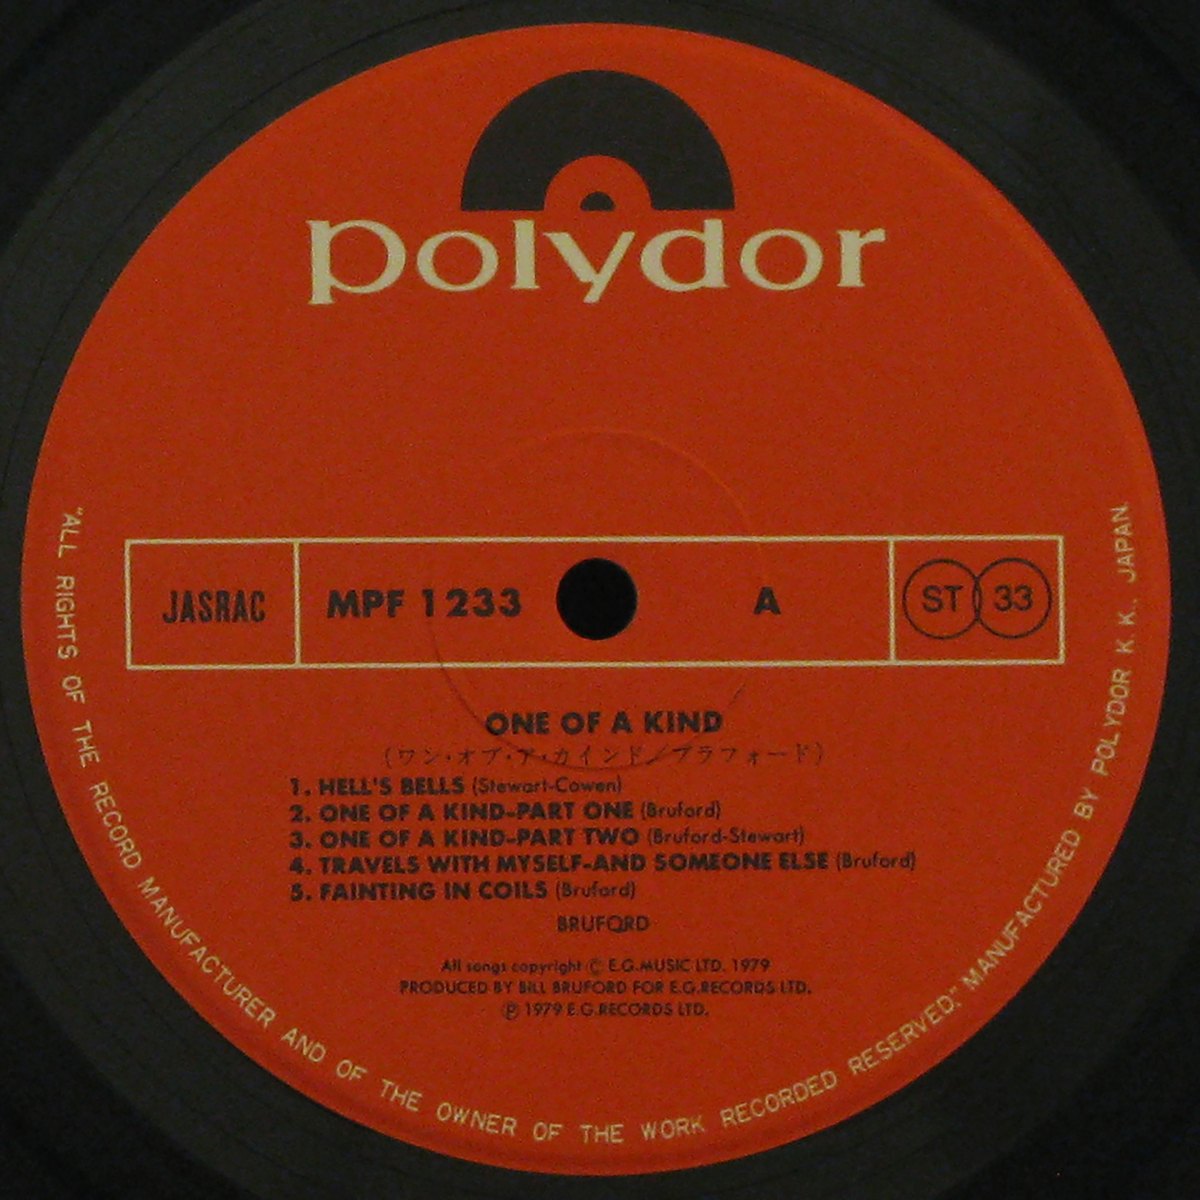 polydor
JASRAC
MPF 1233
A
ST 33
ONE OF A KIND
(ワン・オブ・ア・カインド／ブラフォード)
1. HELL'S BELLS (Stewart-Cowen)
2. ONE OF A KIND-PART ONE (Bruford)
3. ONE OF A KIND-PART TWO (Bruford-Stewart)
4. TRAVELS WITH MYSELF-AND SOMEONE ELSE (Bruford)
5. FAINTING IN COILS (Bruford)
BRUFORD
All songs copyright © E.G.MUSIC LTD. 1979
PRODUCED BY BILL BRUFORD FOR E.G.RECORDS LTD.
℗ 1979 E.G.RECORDS LTD.
"ALL RIGHTS OF THE RECORD MANUFACTURER AND OF THE OWNER OF THE WORK RECORDED RESERVED." MANUFACTURED BY POLYDOR K.K., JAPAN.